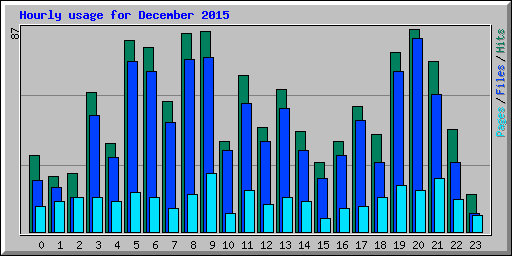 Hourly usage for December 2015
87
Pages / Files / Hits
0 1 2 3 4 5 6 7 8 9 10 11 12 13 14 15 16 17 18 19 20 21 22 23